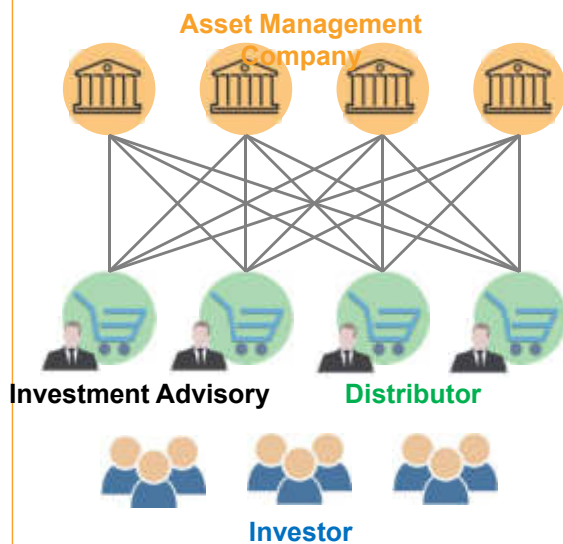 Asset Management
Company
Investment Advisory Distributor
Investor